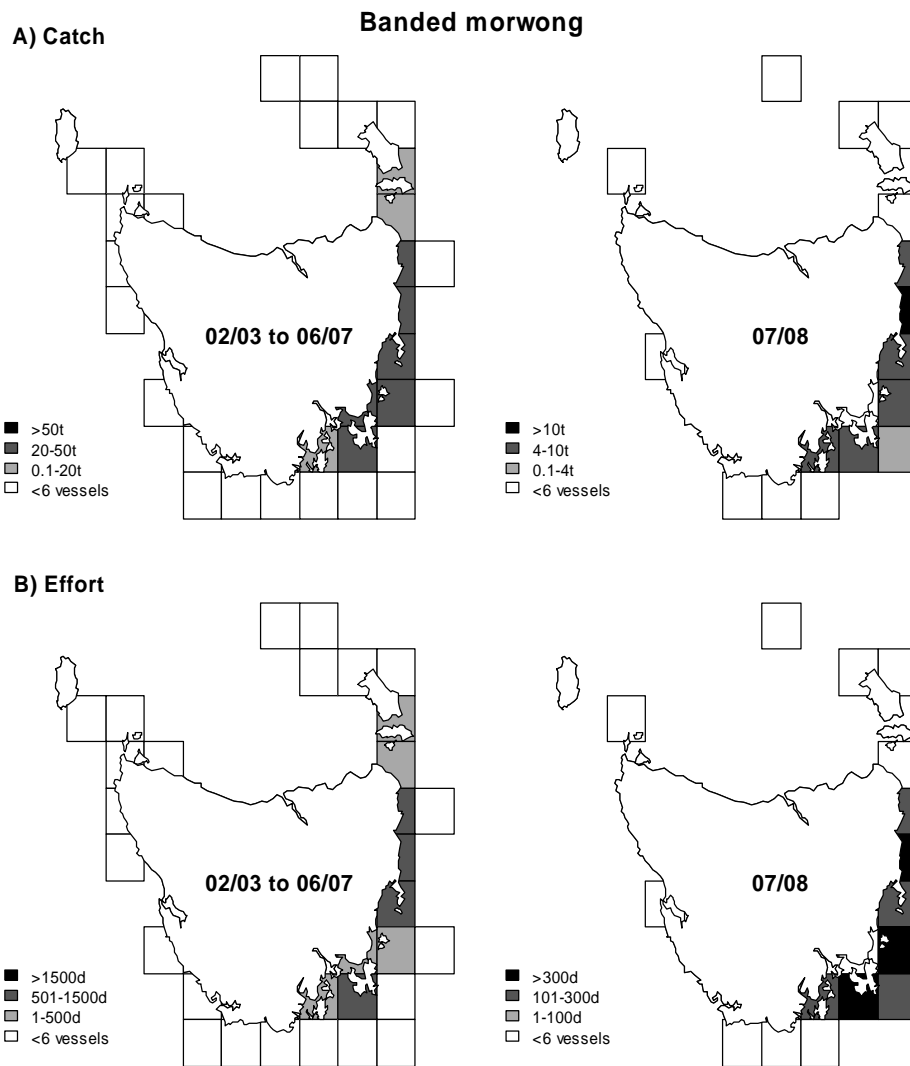 Banded morwong
A) Catch
02/03 to 06/07
>50t
20-50t
0.1-20t
<6 vessels
07/08
>10t
4-10t
0.1-4t
<6 vessels
B) Effort
02/03 to 06/07
>1500d
501-1500d
1-500d
<6 vessels
07/08
>300d
101-300d
1-100d
<6 vessels